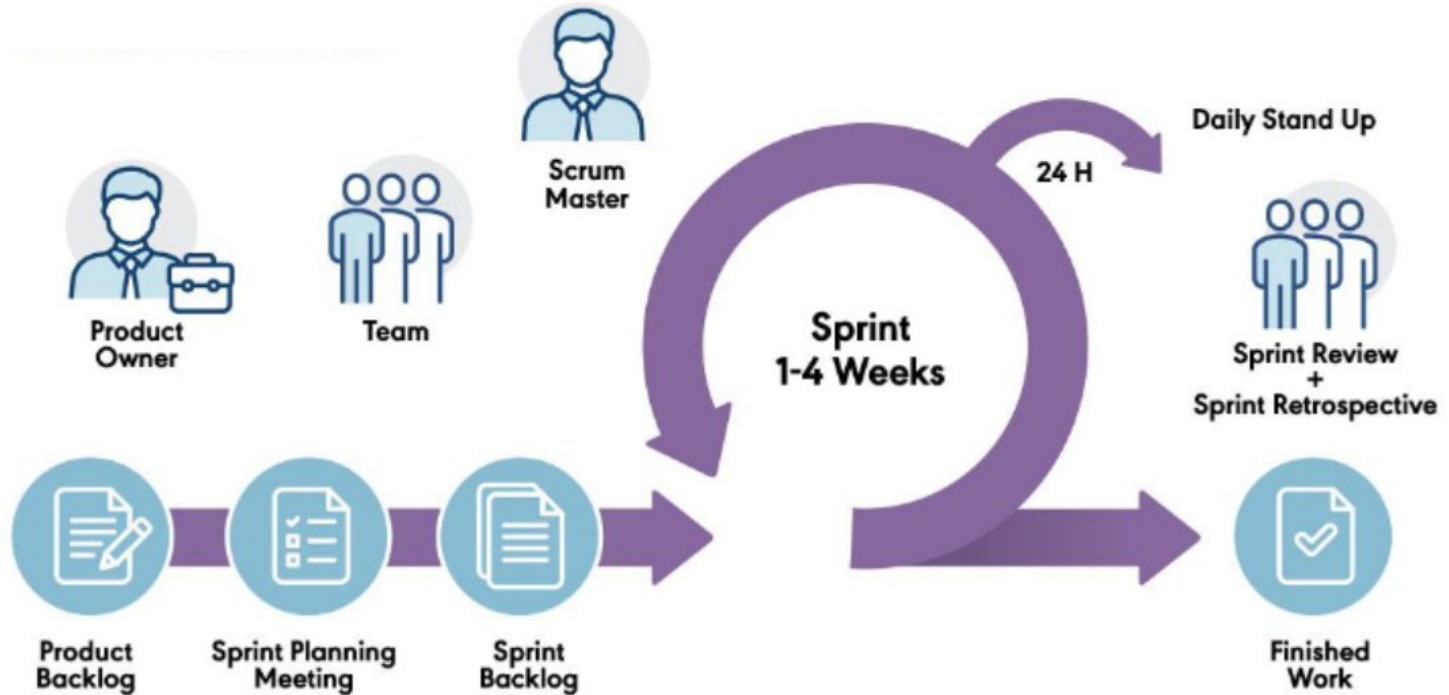 Scrum
Master
Daily Stand Up
24 H
Product
Owner
Team
Sprint
1-4 Weeks
Sprint Review
+
Sprint Retrospective
Product
Backlog
Sprint Planning
Meeting
Sprint
Backlog
Finished
Work